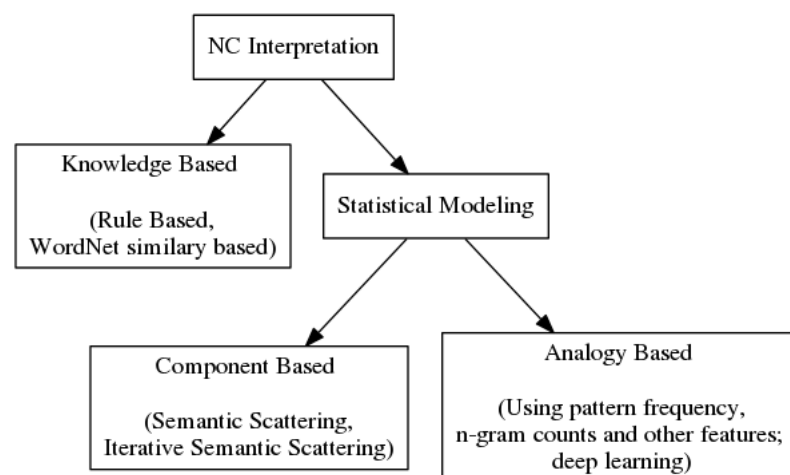 NC Interpretation
Knowledge Based
(Rule Based,
WordNet similary based)
Statistical Modeling
Component Based
(Semantic Scattering,
Iterative Semantic Scattering)
Analogy Based
(Using pattern frequency,
n-gram counts and other features;
deep learning)